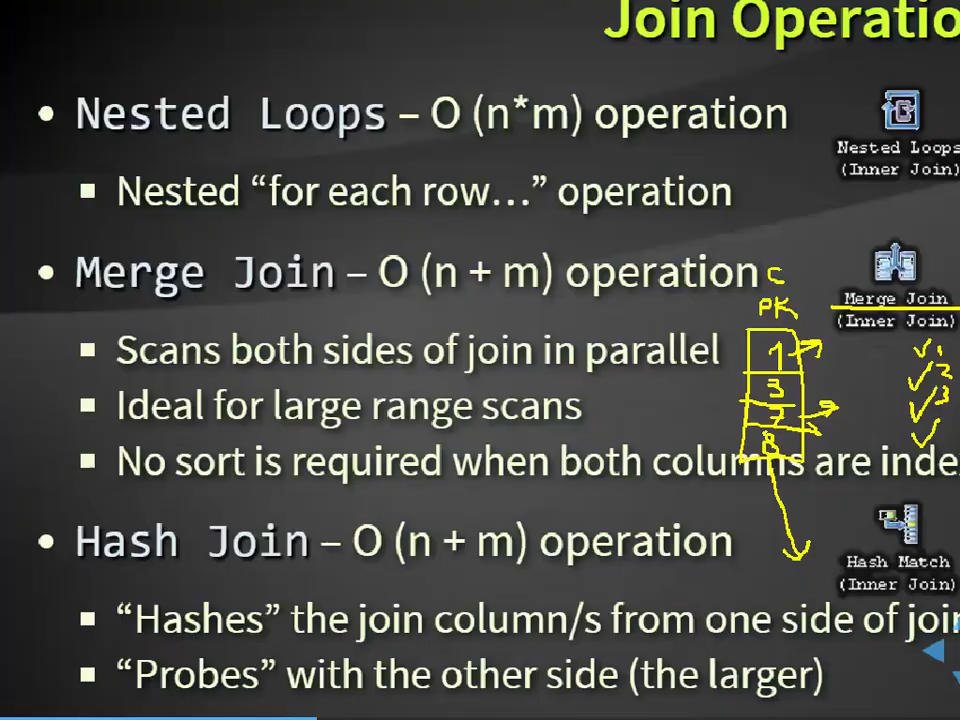 Join Operatio
• Nested Loops – O (n*m) operation
Nested Loops
(Inner Join)
▪ Nested “for each row…” operation
• Merge Join – O (n + m) operation
C
PK
Merge Join
(Inner Join)
▪ Scans both sides of join in parallel
1
1
2
▪ Ideal for large range scans
3
3
7
▪ No sort is required when both columns are inde
8
• Hash Join – O (n + m) operation
Hash Match
(Inner Join)
▪ “Hashes” the join column/s from one side of joi
▪ “Probes” with the other side (the larger)